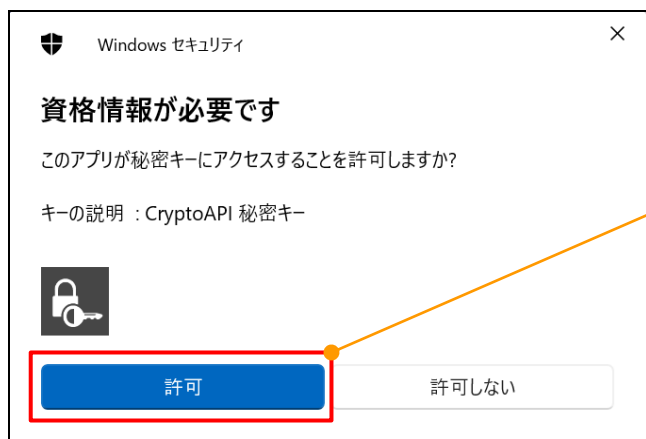 Windows セキュリティ
資格情報が必要です
このアプリが秘密キーにアクセスすることを許可しますか?
キーの説明 : CryptoAPI 秘密キー
許可
許可しない